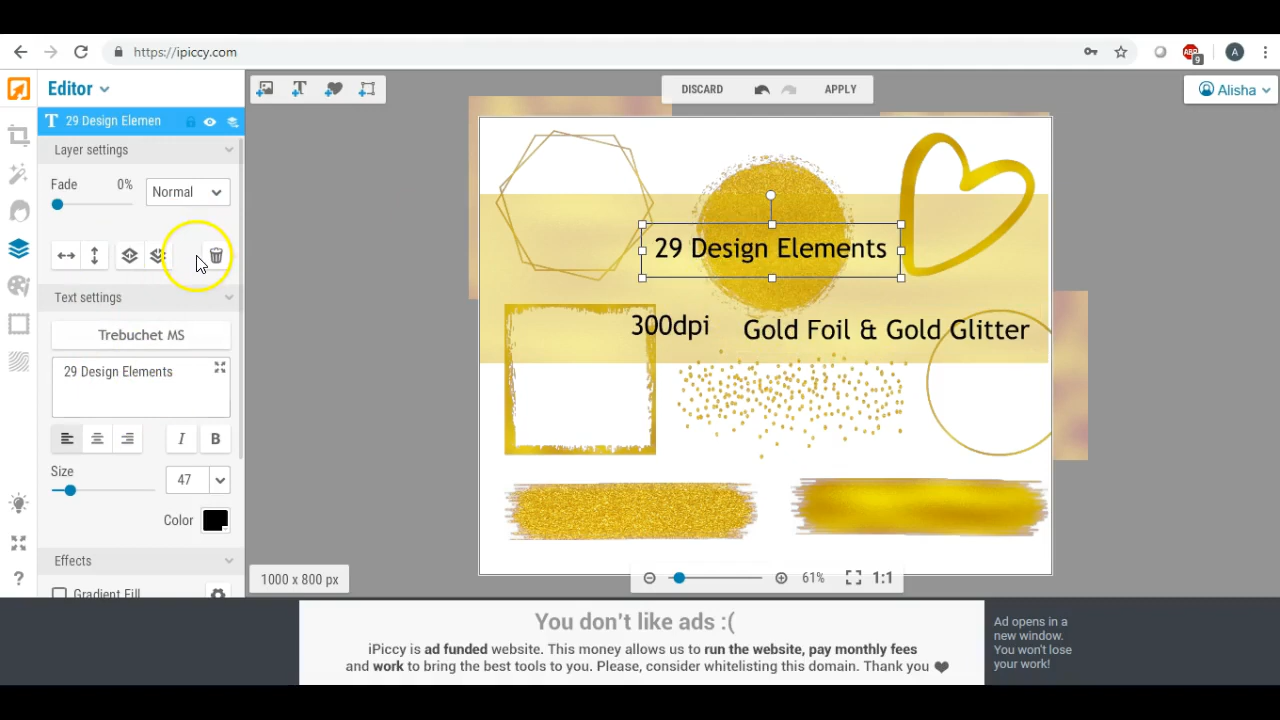 https://ipiccy.com
ABP
9
A
Editor
DISCARD
APPLY
Alisha
T 29 Design Elemen
Layer settings
Fade 0% Normal
Text settings
Trebuchet MS
29 Design Elements
I B
Size
47
Color
Effects
Gradient Fill
?
29 Design Elements
300dpi
Gold Foil & Gold Glitter
1000 x 800 px
61%
1:1
You don't like ads :(
iPiccy is ad funded website. This money allows us to run the website, pay monthly fees
and work to bring the best tools to you. Please, consider whitelisting this domain. Thank you
Ad opens in a
new window.
You won't lose
your work!